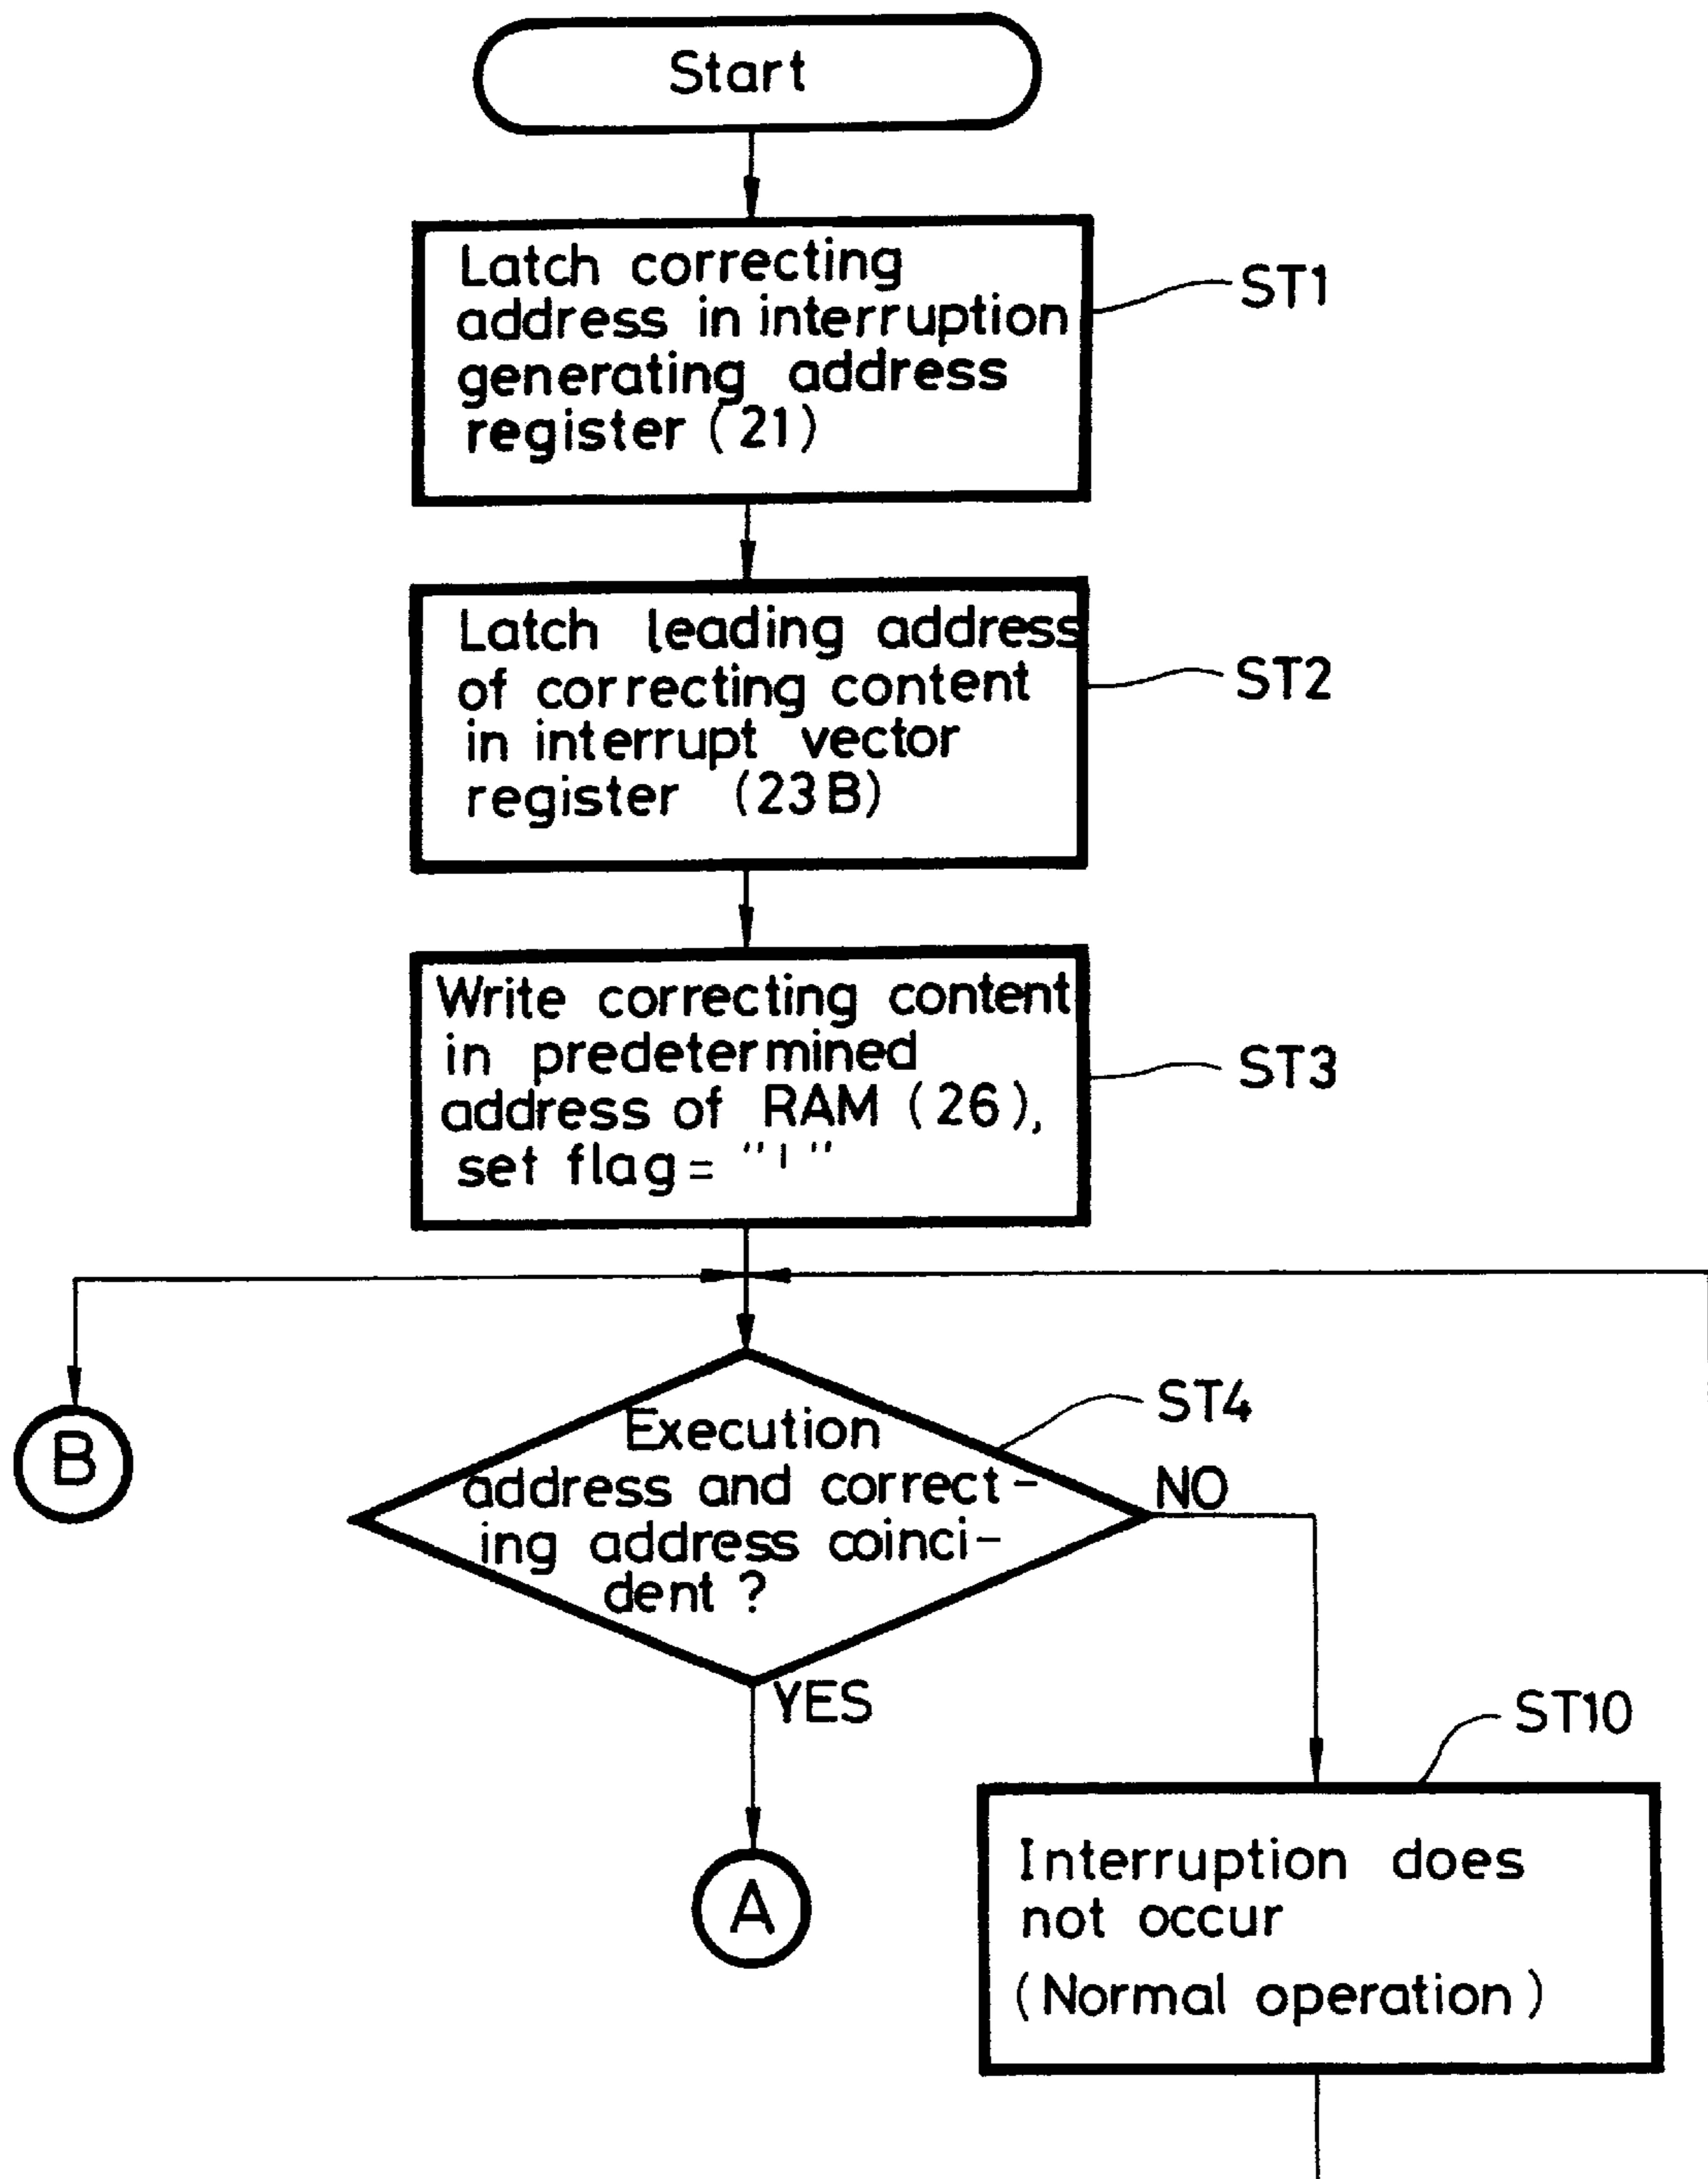 Start
Latch correcting
address in interruption
generating address
register (21)
ST1
Latch leading address
of correcting content
in interrupt vector
register (23B)
ST2
Write correcting content
in predetermined
address of RAM (26),
set flag = "1"
ST3
B
Execution
address and correct-
ing address coinci-
dent ?
ST4
NO
YES
A
ST10
Interruption does
not occur
(Normal operation)